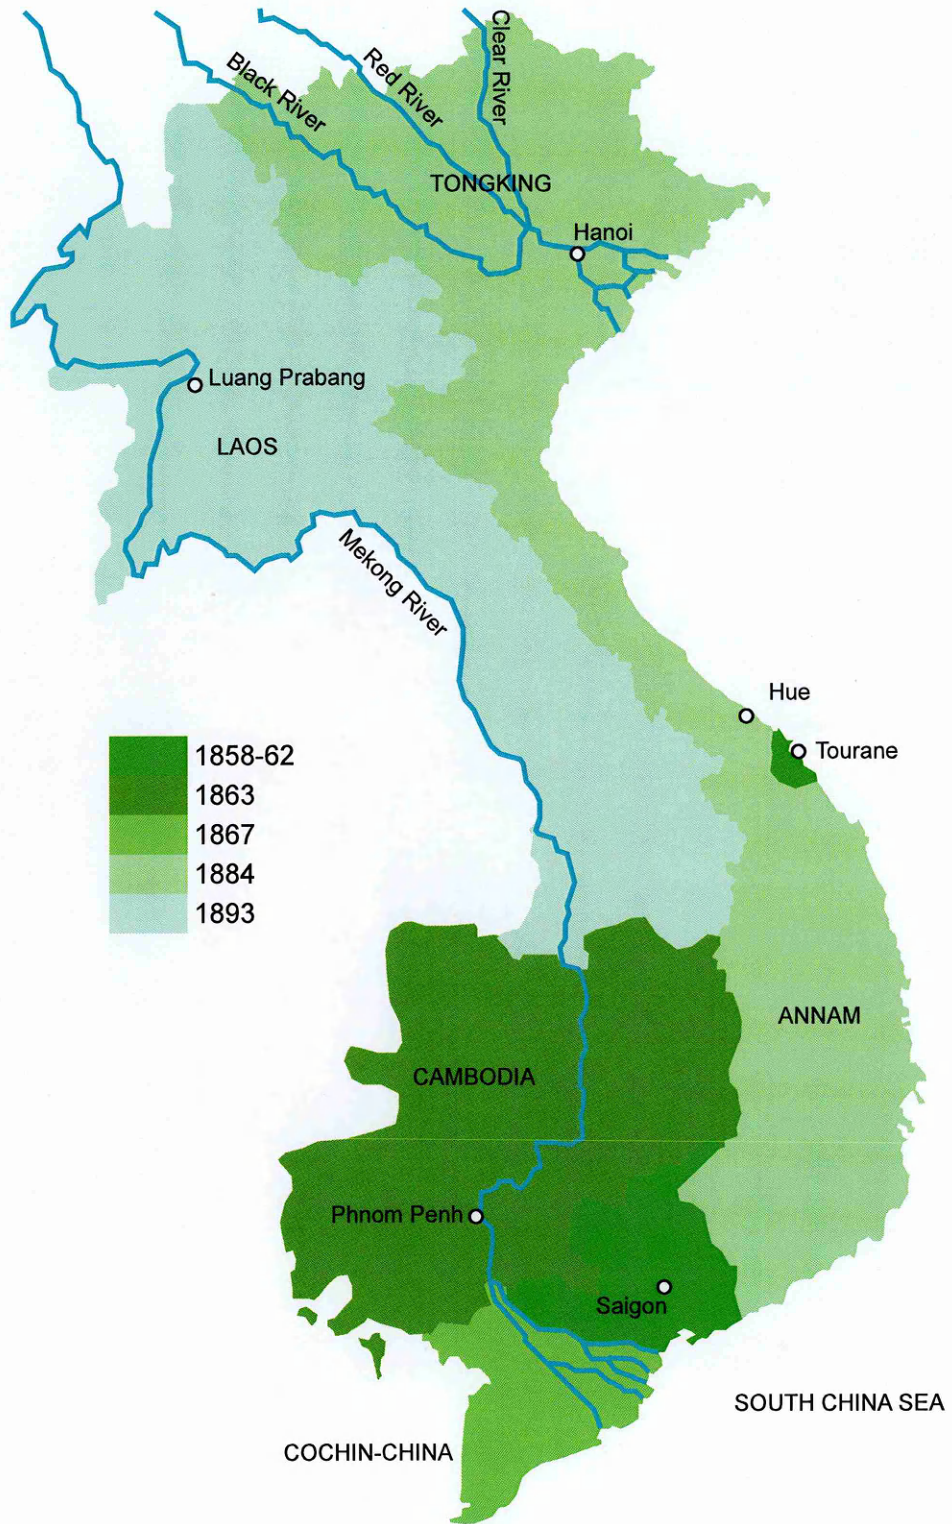 Clear River
Red River
Black River
TONGKING
Hanoi
Luang Prabang
LAOS
Mekong River
Hue
Tourane
1858-62
1863
1867
1884
1893
ANNAM
CAMBODIA
Phnom Penh
Saigon
SOUTH CHINA SEA
COCHIN-CHINA